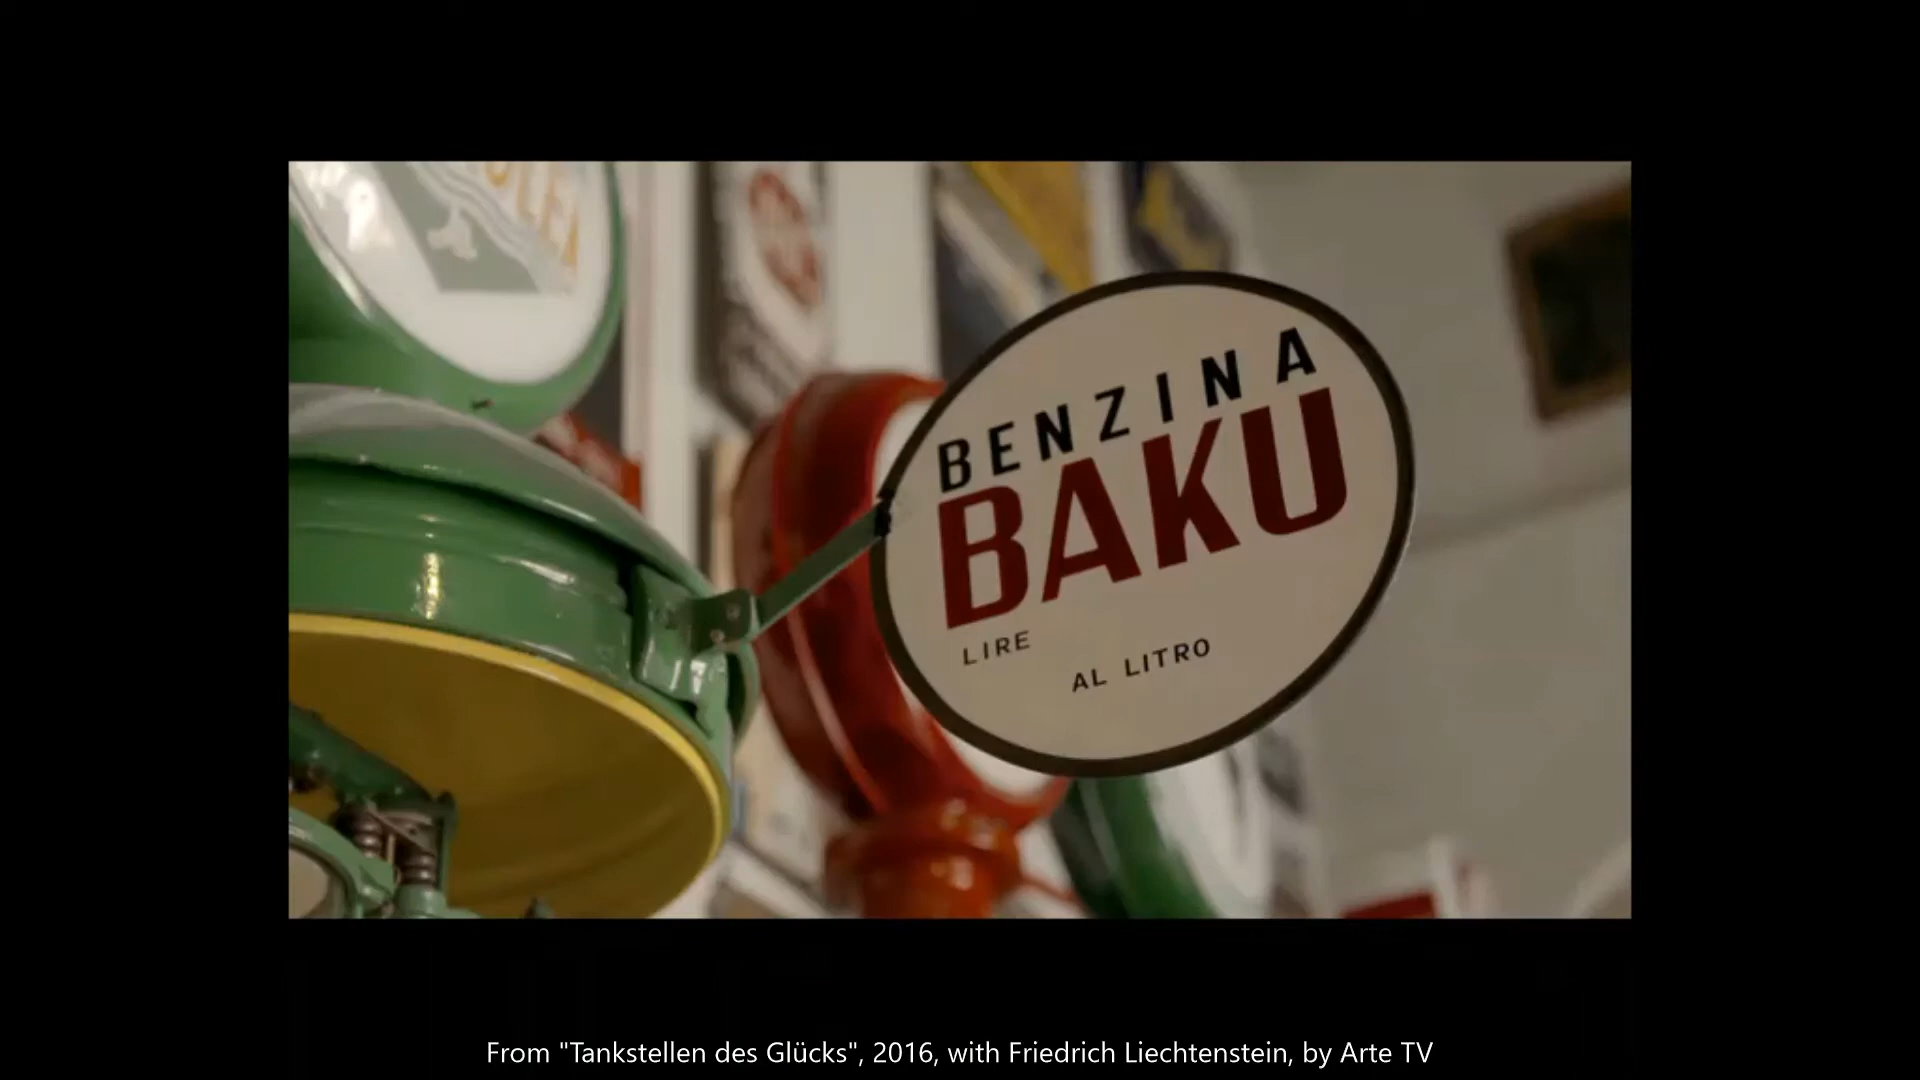 BENZINA
BAKU
LIRE
AL LITRO
From "Tankstellen des Glücks", 2016, with Friedrich Liechtenstein, by Arte TV